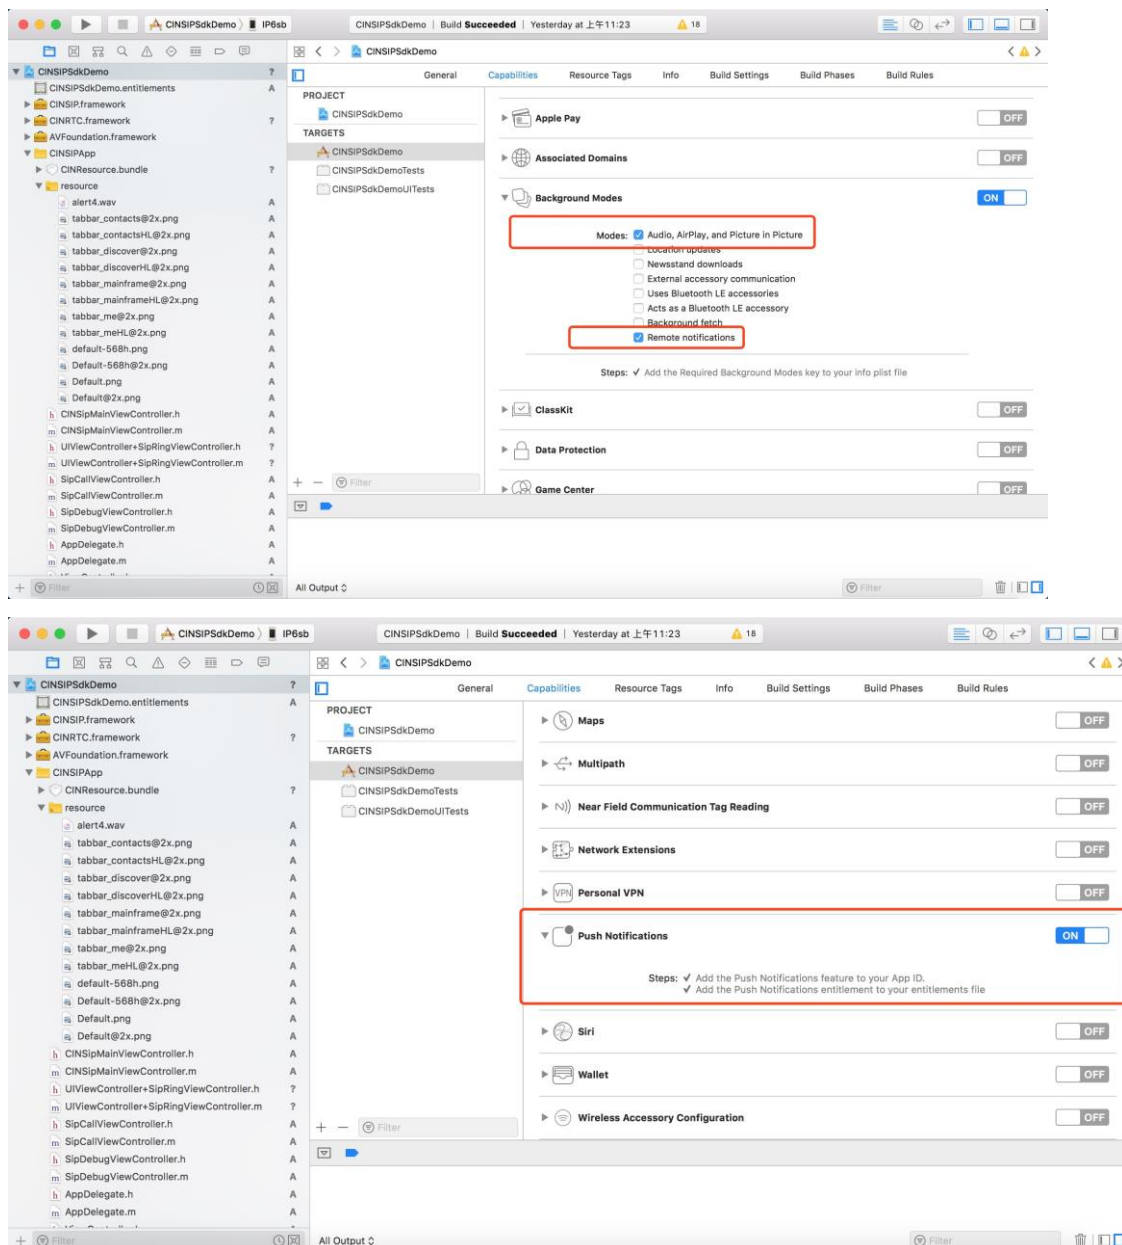 CINSIPSdkDemo IP6sb CINSIPSdkDemo | Build Succeeded | Yesterday at 上午11:23 18
CINSIPSdkDemo
CINSIPSdkDemo ?
CINSIPSdkDemo.entitlements A
CINSIP.framework
CINRTC.framework ?
AVFoundation.framework
CINSIPApp
CINResource.bundle ?
resource
alert4.wav A
tabbar_contacts@2x.png A
tabbar_contactsHL@2x.png A
tabbar_discover@2x.png A
tabbar_discoverHL@2x.png A
tabbar_mainframe@2x.png A
tabbar_mainframeHL@2x.png A
tabbar_me@2x.png A
tabbar_meHL@2x.png A
default-568h.png A
Default-568h@2x.png A
Default.png A
Default@2x.png A
h CINSipMainViewController.h A
m CINSipMainViewController.m A
h UIViewController+SipRingViewController.h ?
m UIViewController+SipRingViewController.m ?
h SipCallViewController.h A
m SipCallViewController.m A
h SipDebugViewController.h A
m SipDebugViewController.m A
h AppDelegate.h A
m AppDelegate.m A
Filter
General Capabilities Resource Tags Info Build Settings Build Phases Build Rules
PROJECT
CINSIPSdkDemo
TARGETS
CINSIPSdkDemo
CINSIPSdkDemoTests
CINSIPSdkDemoUITests
Filter
Apple Pay OFF
Associated Domains OFF
Background Modes ON
Modes: Audio, AirPlay, and Picture in Picture
Location updates
Newsstand downloads
External accessory communication
Uses Bluetooth LE accessories
Acts as a Bluetooth LE accessory
Background fetch
Remote notifications
Steps: ✓ Add the Required Background Modes key to your info plist file
ClassKit OFF
Data Protection OFF
Game Center OFF
All Output Filter
CINSIPSdkDemo IP6sb CINSIPSdkDemo | Build Succeeded | Yesterday at 上午11:23 18
CINSIPSdkDemo
CINSIPSdkDemo ?
CINSIPSdkDemo.entitlements A
CINSIP.framework
CINRTC.framework ?
AVFoundation.framework
CINSIPApp
CINResource.bundle ?
resource
alert4.wav A
tabbar_contacts@2x.png A
tabbar_contactsHL@2x.png A
tabbar_discover@2x.png A
tabbar_discoverHL@2x.png A
tabbar_mainframe@2x.png A
tabbar_mainframeHL@2x.png A
tabbar_me@2x.png A
tabbar_meHL@2x.png A
default-568h.png A
Default-568h@2x.png A
Default.png A
Default@2x.png A
h CINSipMainViewController.h A
m CINSipMainViewController.m A
h UIViewController+SipRingViewController.h ?
m UIViewController+SipRingViewController.m ?
h SipCallViewController.h A
m SipCallViewController.m A
h SipDebugViewController.h A
m SipDebugViewController.m A
h AppDelegate.h A
m AppDelegate.m A
Filter
General Capabilities Resource Tags Info Build Settings Build Phases Build Rules
PROJECT
CINSIPSdkDemo
TARGETS
CINSIPSdkDemo
CINSIPSdkDemoTests
CINSIPSdkDemoUITests
Filter
Maps OFF
Multipath OFF
Near Field Communication Tag Reading OFF
Network Extensions OFF
VPN Personal VPN OFF
Push Notifications ON
Steps: ✓ Add the Push Notifications feature to your App ID.
✓ Add the Push Notifications entitlement to your entitlements file
Siri OFF
Wallet OFF
Wireless Accessory Configuration OFF
All Output Filter